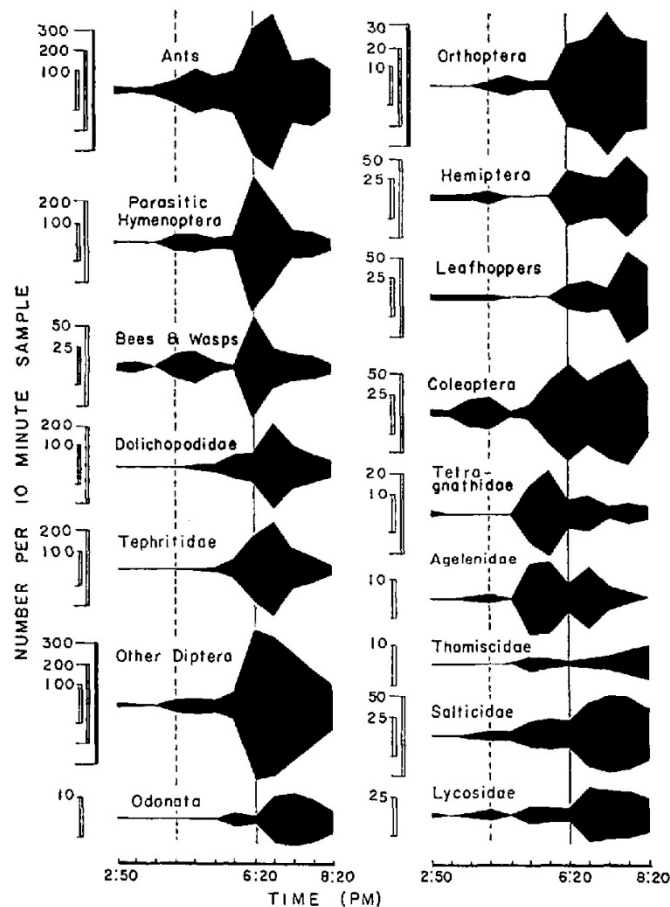 NUMBER PER 10 MINUTE SAMPLE
300
200
100
Ants
200
100
Parasitic
Hymenoptera
50
25
Bees & Wasps
200
100
Dolichopodidae
200
100
Tephritidae
300
200
100
Other Diptera
10
Odonata
2:50
6:20
8:20
30
20
10
Orthoptera
50
25
Hemiptera
50
25
Leafhoppers
50
25
Coleoptera
20
10
Tetra-
gnathidae
10
Agelenidae
10
Thomiscidae
50
25
Salticidae
25
Lycosidae
2:50
6:20
8:20
TIME (PM)